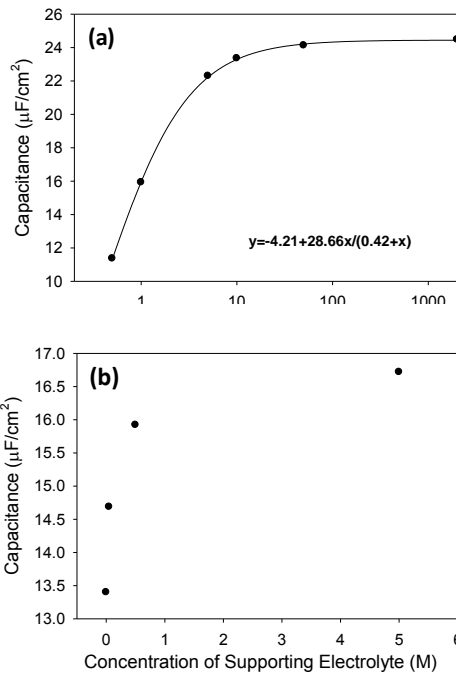 (a)
Capacitance (μF/cm²)
26
24
22
20
18
16
14
12
10
y=-4.21+28.66x/(0.42+x)
1 10 100 1000
(b)
Capacitance (μF/cm²)
17.0
16.5
16.0
15.5
15.0
14.5
14.0
13.5
13.0
0 1 2 3 4 5 6
Concentration of Supporting Electrolyte (M)